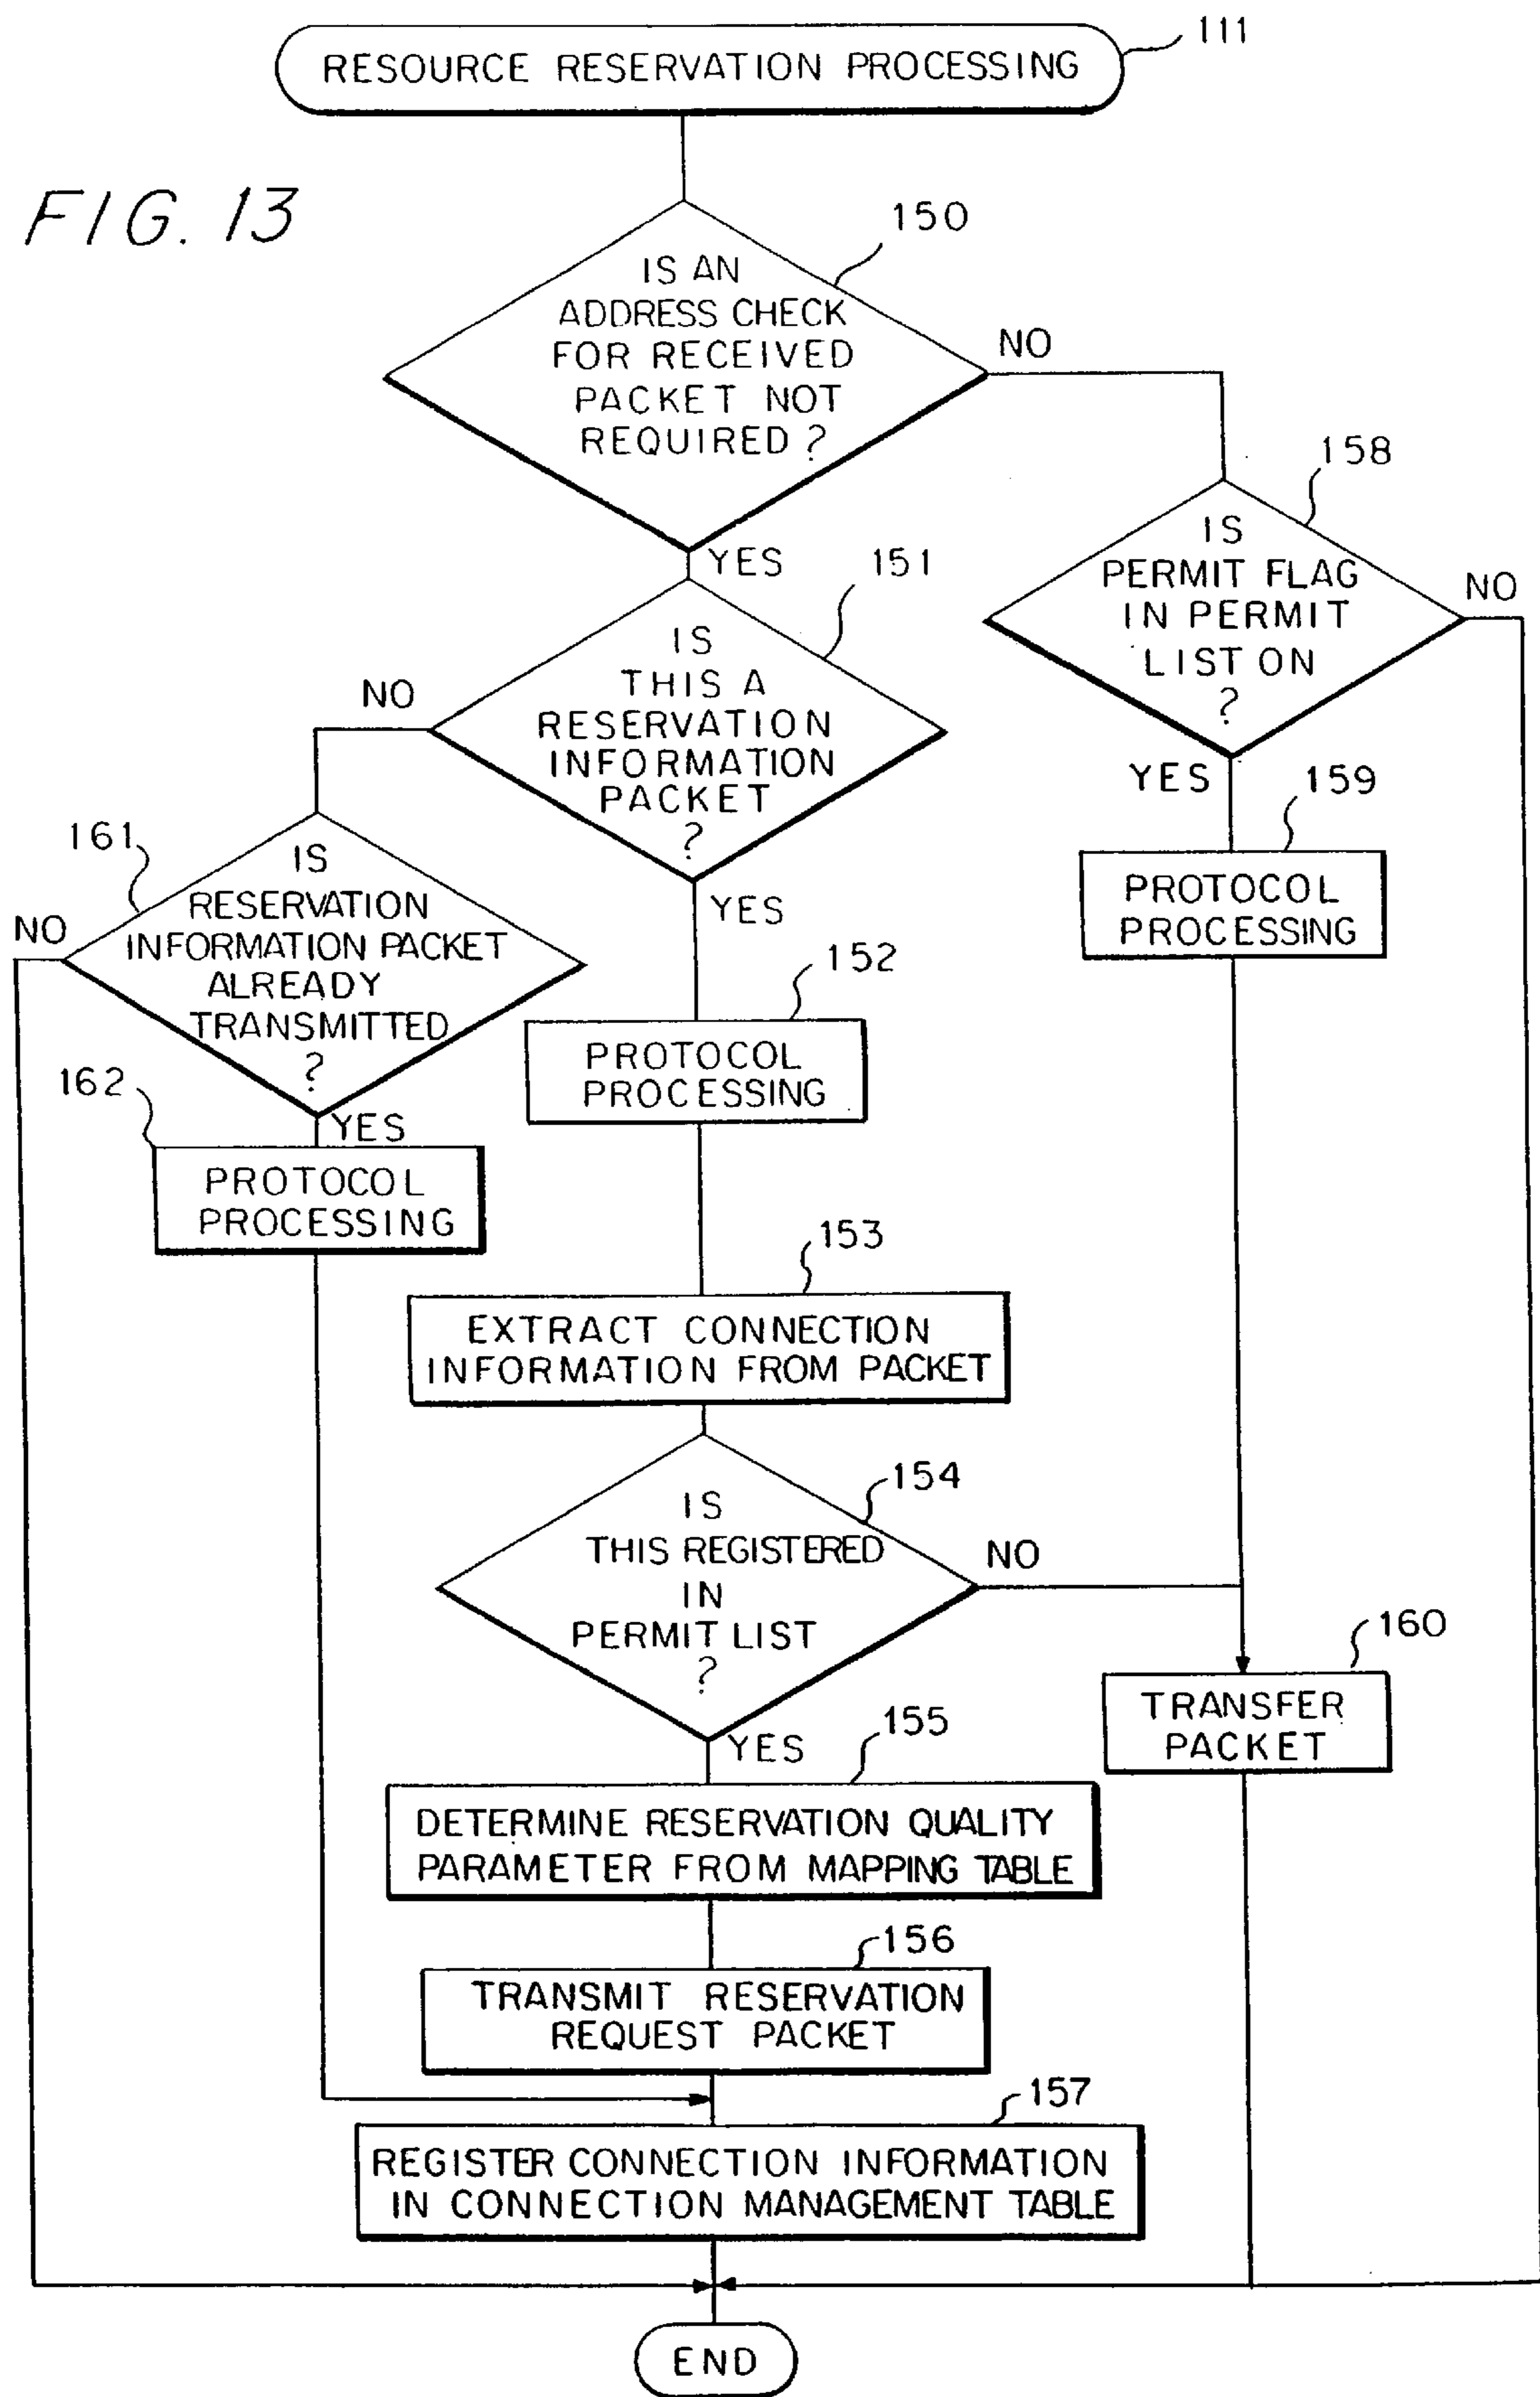 RESOURCE RESERVATION PROCESSING
111
FIG. 13
150
IS AN
ADDRESS CHECK
FOR RECEIVED
PACKET NOT
REQUIRED ?
NO
YES
158
IS
PERMIT FLAG
IN PERMIT
LIST ON
?
NO
YES
151
IS
THIS A
RESERVATION
INFORMATION
PACKET
?
NO
YES
159
PROTOCOL
PROCESSING
161
IS
RESERVATION
INFORMATION PACKET
ALREADY
TRANSMITTED
?
NO
YES
152
PROTOCOL
PROCESSING
162
PROTOCOL
PROCESSING
153
EXTRACT CONNECTION
INFORMATION FROM PACKET
154
IS
THIS REGISTERED
IN
PERMIT LIST
?
NO
YES
160
TRANSFER
PACKET
155
DETERMINE RESERVATION QUALITY
PARAMETER FROM MAPPING TABLE
156
TRANSMIT RESERVATION
REQUEST PACKET
157
REGISTER CONNECTION INFORMATION
IN CONNECTION MANAGEMENT TABLE
END